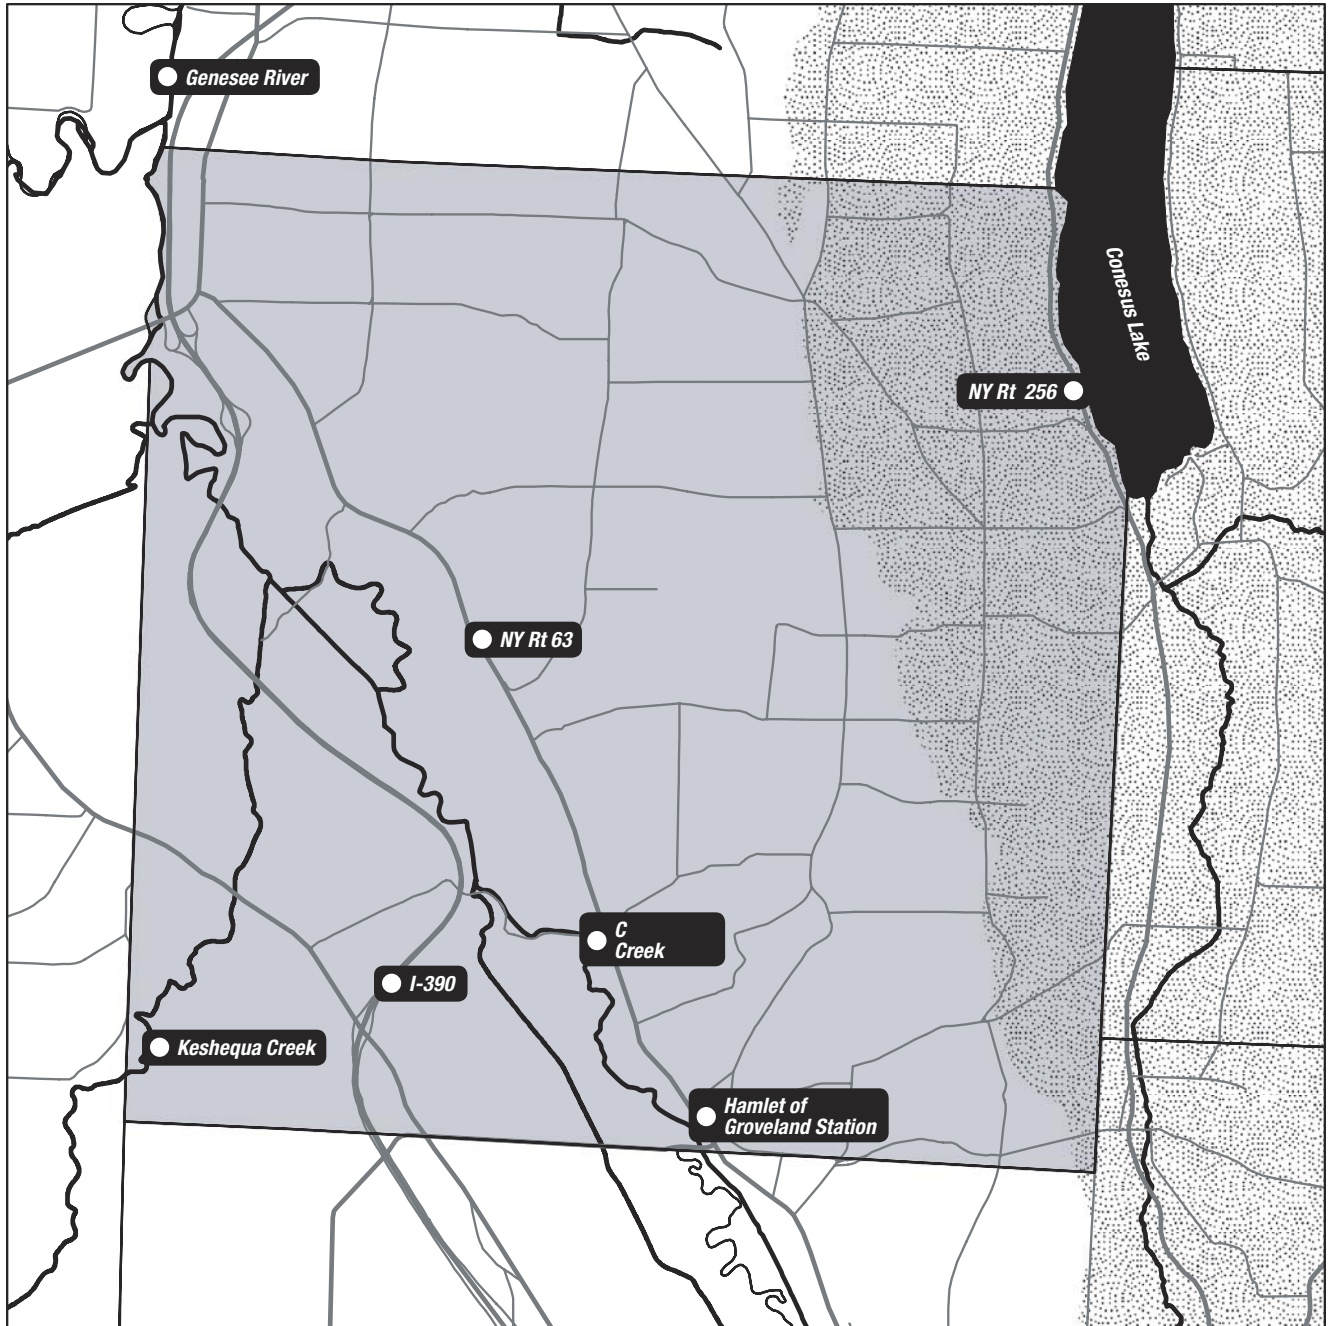 Genesee River
Conesus Lake
NY Rt 256
NY Rt 63
C
Creek
I-390
Keshequa Creek
Hamlet of
Groveland Station